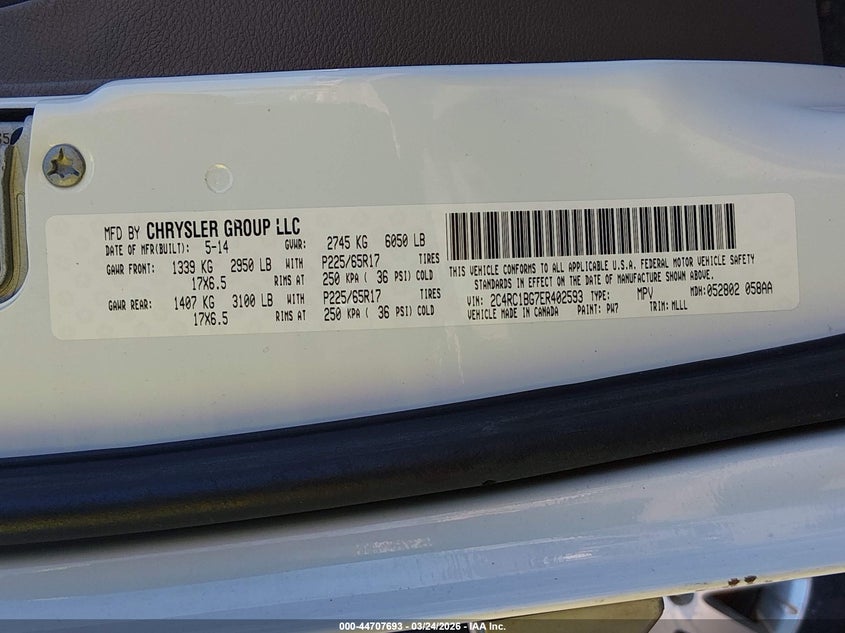 MFD BY CHRYSLER GROUP LLC
DATE OF MFR(BUILT): 5-14 GVWR: 2745 KG 6050 LB
GAWR FRONT: 1339 KG 2950 LB WITH P225/65R17 TIRES
17X6.5 RIMS AT 250 KPA ( 36 PSI) COLD
GAWR REAR: 1407 KG 3100 LB WITH P225/65R17 TIRES
17X6.5 RIMS AT 250 KPA ( 36 PSI) COLD
THIS VEHICLE CONFORMS TO ALL APPLICABLE U.S.A. FEDERAL MOTOR VEHICLE SAFETY
STANDARDS IN EFFECT ON THE DATE OF MANUFACTURE SHOWN ABOVE.
VIN: 2C4RC1BG7ER402593 TYPE: MPV MDH: 052802 058AA
VEHICLE MADE IN CANADA PAINT: PW7 TRIM: MLLL
000-44707693 - 03/24/2026 - IAA Inc.